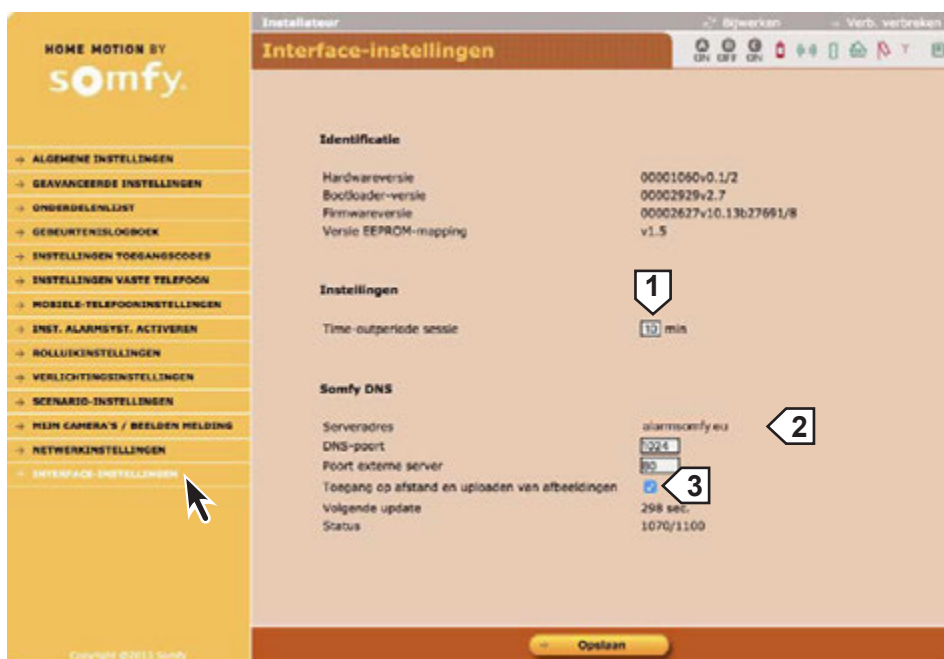 Installateur
Bijwerken
Verb. verbreken
HOME MOTION BY
somfy.
Interface-instellingen
ON OFF ON
ALGEMENE INSTELLINGEN
GEAVANCEERDE INSTELLINGEN
ONDERDELENLIJST
GEBEURTENISLOGBOEK
INSTELLINGEN TOEGANGSCODES
INSTELLINGEN VASTE TELEFOON
MOBIELE-TELEFOONINSTELLINGEN
INST. ALARMSYST. ACTIVEREN
ROLLUIKINSTELLINGEN
VERLICHTINGSINSTELLINGEN
SCENARIO-INSTELLINGEN
MIJN CAMERA'S / BEELDEN MELDING
NETWERKINSTELLINGEN
INTERFACE-INSTELLINGEN
Identificatie
Hardwareversie 00001060v0.1/2
Bootloader-versie 00002929v2.7
Firmwareversie 00002627v10.13b27691/8
Versie EEPROM-mapping v1.5
Instellingen
1
Time-outperiode sessie 10 min
Somfy DNS
Serveradres alarmsomfy.eu
2
DNS-poort 1024
Poort externe server 80
Toegang op afstand en uploaden van afbeeldingen
3
Volgende update 298 sec.
Status 1070/1100
Opslaan
Copyright ©2013 Somfy